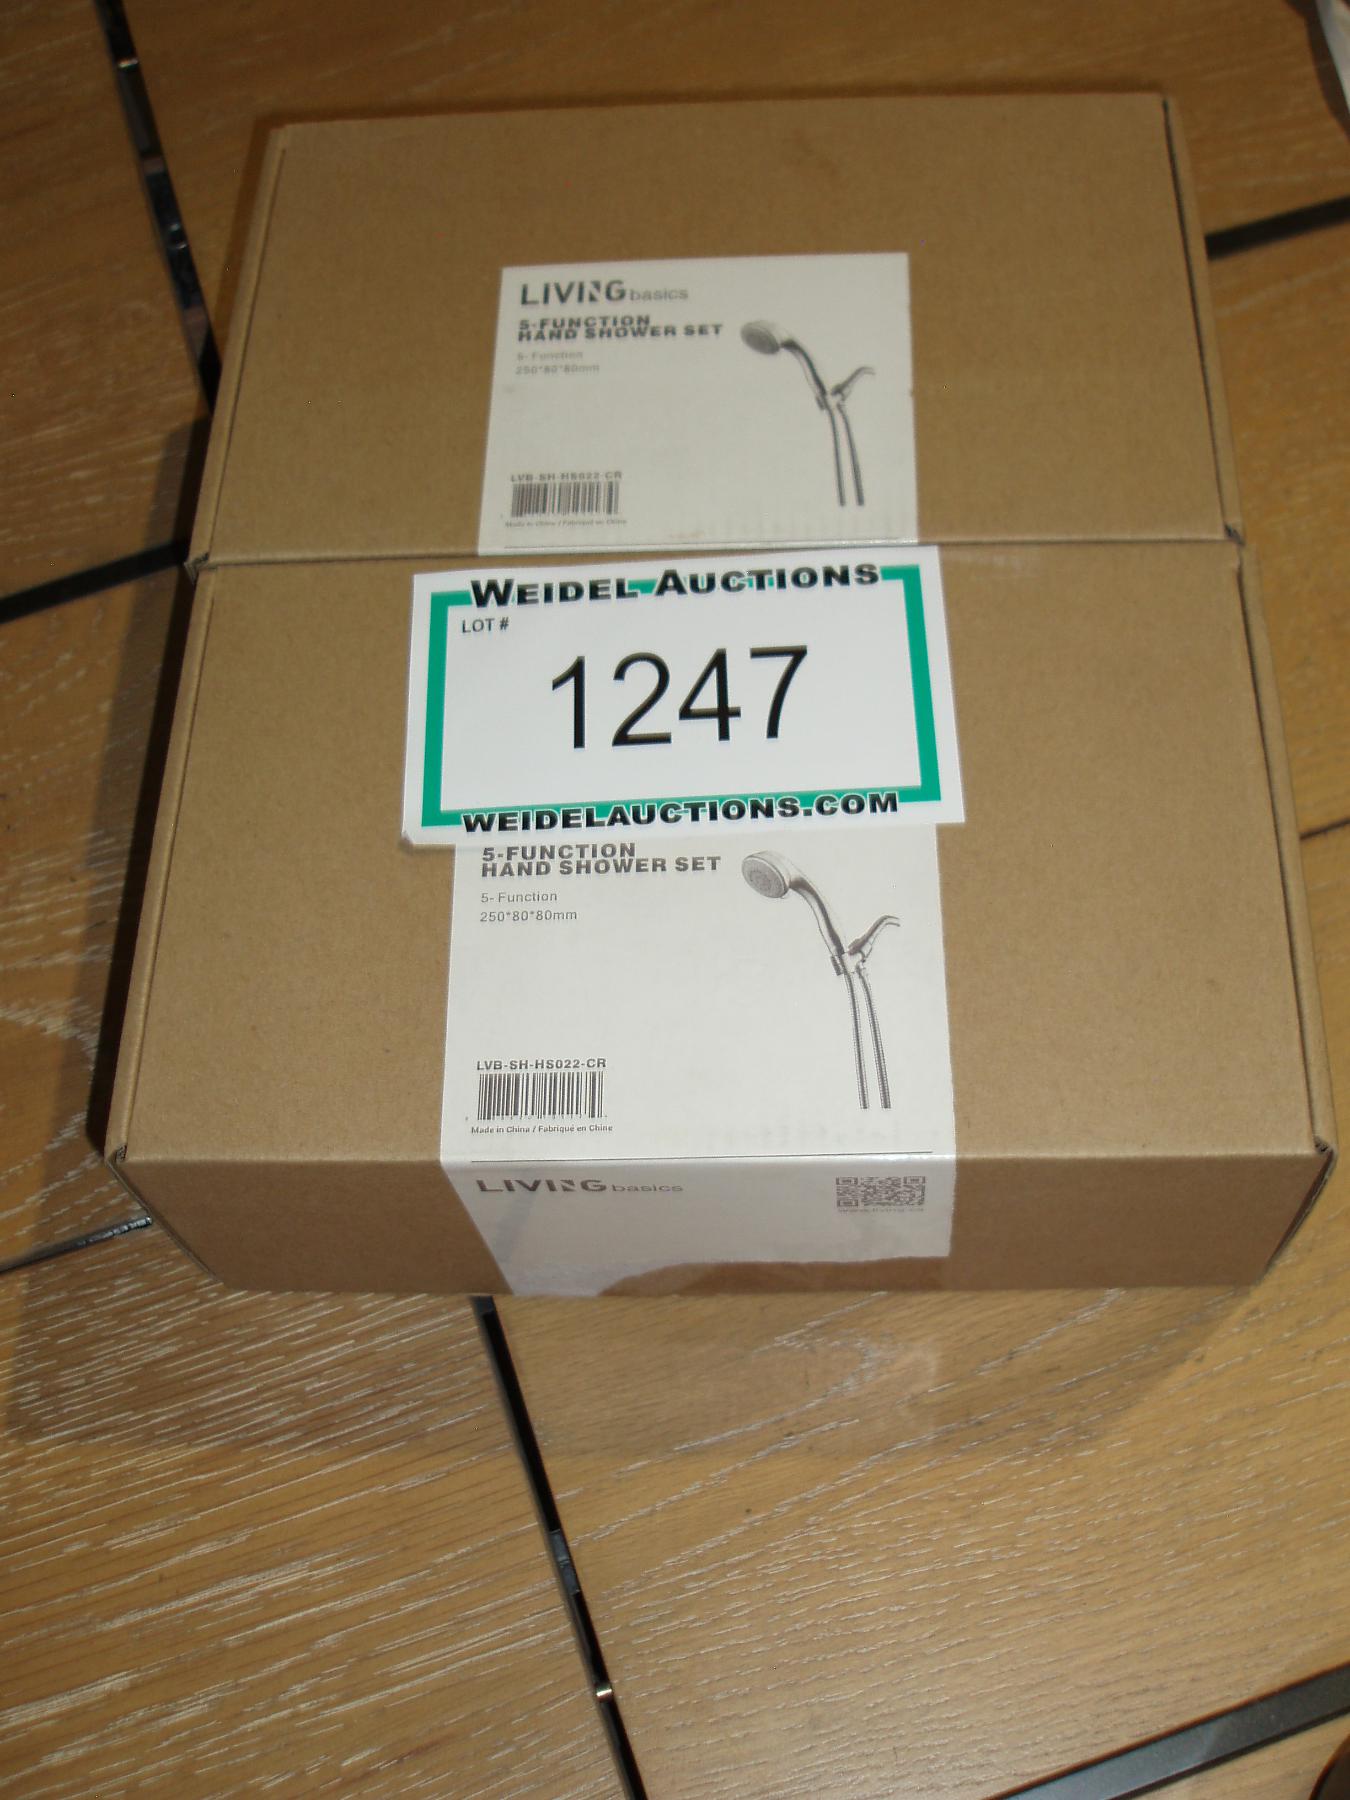 LIVING basics
5-FUNCTION
HAND SHOWER SET
5- Function
250*80*80mm
LVB-SH-HS022-CR
Made in China / Fabriqué en Chine
WEIDEL AUCTIONS
LOT #
1247
WEIDELAUCTIONS.COM
5-FUNCTION
HAND SHOWER SET
5- Function
250*80*80mm
LVB-SH-HS022-CR
Made in China / Fabriqué en Chine
LIVING basics